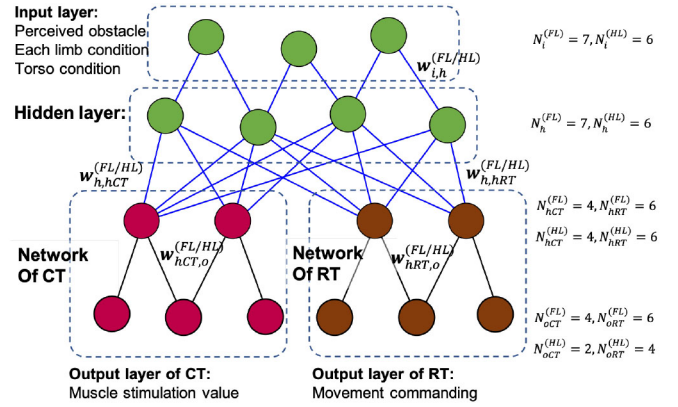 Input layer:
Perceived obstacle
Each limb condition
Torso condition
w_{i,h}^{(FL/HL)}
N_i^{(FL)} = 7, N_i^{(HL)} = 6
Hidden layer:
N_h^{(FL)} = 7, N_h^{(HL)} = 6
w_{h,hCT}^{(FL/HL)}
w_{h,hRT}^{(FL/HL)}
N_{hCT}^{(FL)} = 4, N_{hRT}^{(FL)} = 6
N_{hCT}^{(HL)} = 4, N_{hRT}^{(HL)} = 6
Network
Of CT
w_{hCT,o}^{(FL/HL)}
Network
Of RT
w_{hRT,o}^{(FL/HL)}
N_{oCT}^{(FL)} = 4, N_{oRT}^{(FL)} = 6
N_{oCT}^{(HL)} = 2, N_{oRT}^{(HL)} = 4
Output layer of CT:
Muscle stimulation value
Output layer of RT:
Movement commanding